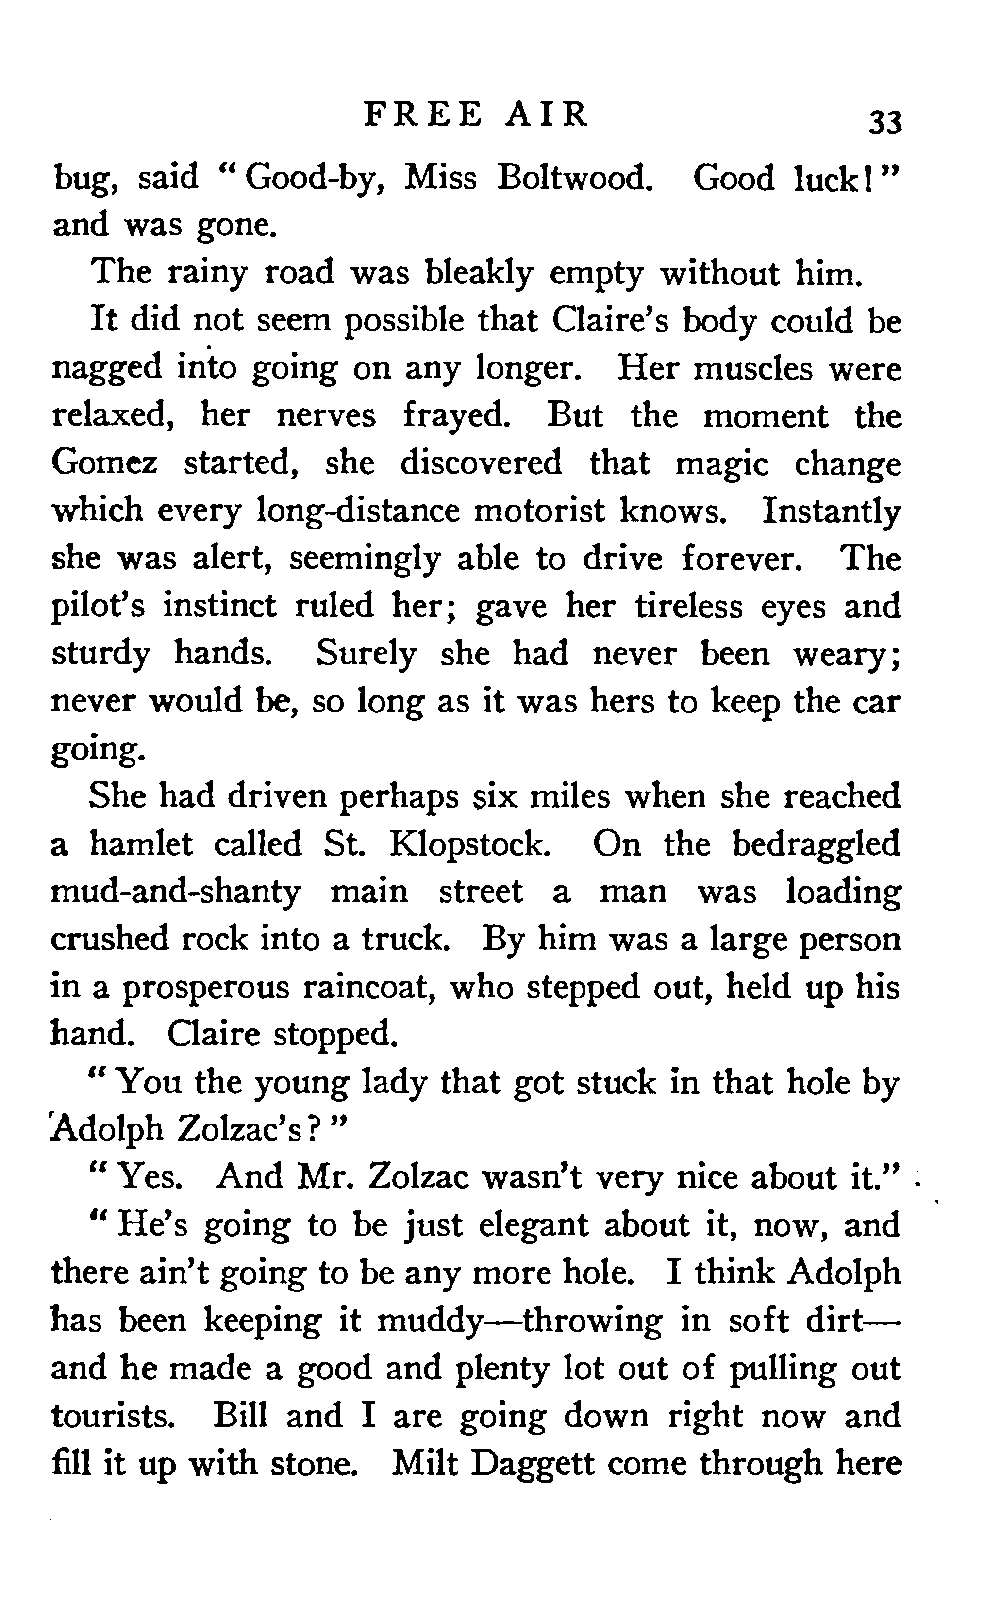 FREE AIR 33
bug, said “Good-by, Miss Boltwood. Good luck!”
and was gone.
The rainy road was bleakly empty without him.
It did not seem possible that Claire’s body could be
nagged into going on any longer. Her muscles were
relaxed, her nerves frayed. But the moment the
Gomez started, she discovered that magic change
which every long-distance motorist knows. Instantly
she was alert, seemingly able to drive forever. The
pilot’s instinct ruled her; gave her tireless eyes and
sturdy hands. Surely she had never been weary;
never would be, so long as it was hers to keep the car
going.
She had driven perhaps six miles when she reached
a hamlet called St. Klopstock. On the bedraggled
mud-and-shanty main street a man was loading
crushed rock into a truck. By him was a large person
in a prosperous raincoat, who stepped out, held up his
hand. Claire stopped.
“You the young lady that got stuck in that hole by
Adolph Zolzac’s?”
“Yes. And Mr. Zolzac wasn’t very nice about it.”
“He’s going to be just elegant about it, now, and
there ain’t going to be any more hole. I think Adolph
has been keeping it muddy—throwing in soft dirt—
and he made a good and plenty lot out of pulling out
tourists. Bill and I are going down right now and
fill it up with stone. Milt Daggett come through here